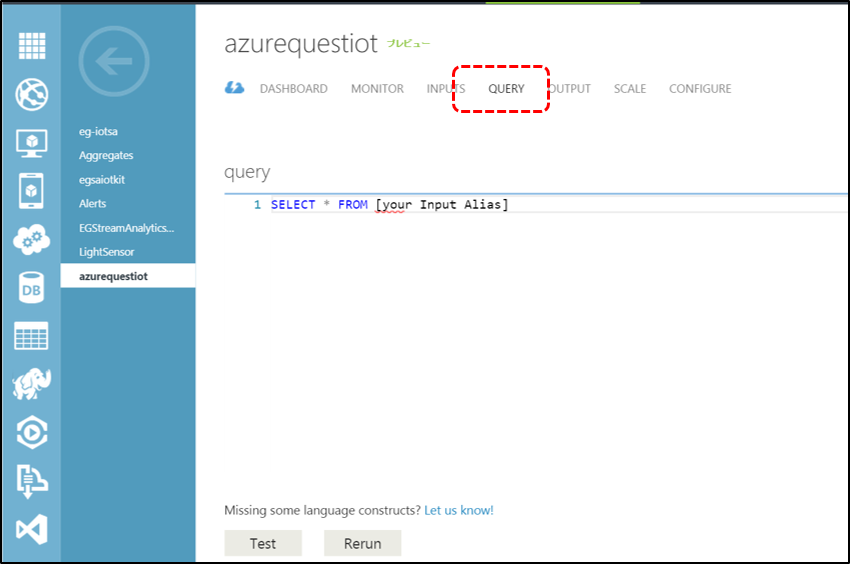 azurequestiot プレビュー
DASHBOARD MONITOR INPUTS QUERY OUTPUT SCALE CONFIGURE
eg-iotsa
Aggregates
egsaiotkit
Alerts
EGStreamAnalytics...
LightSensor
azurequestiot
query
1 SELECT * FROM [your Input Alias]
DB
Missing some language constructs? Let us know!
Test Rerun